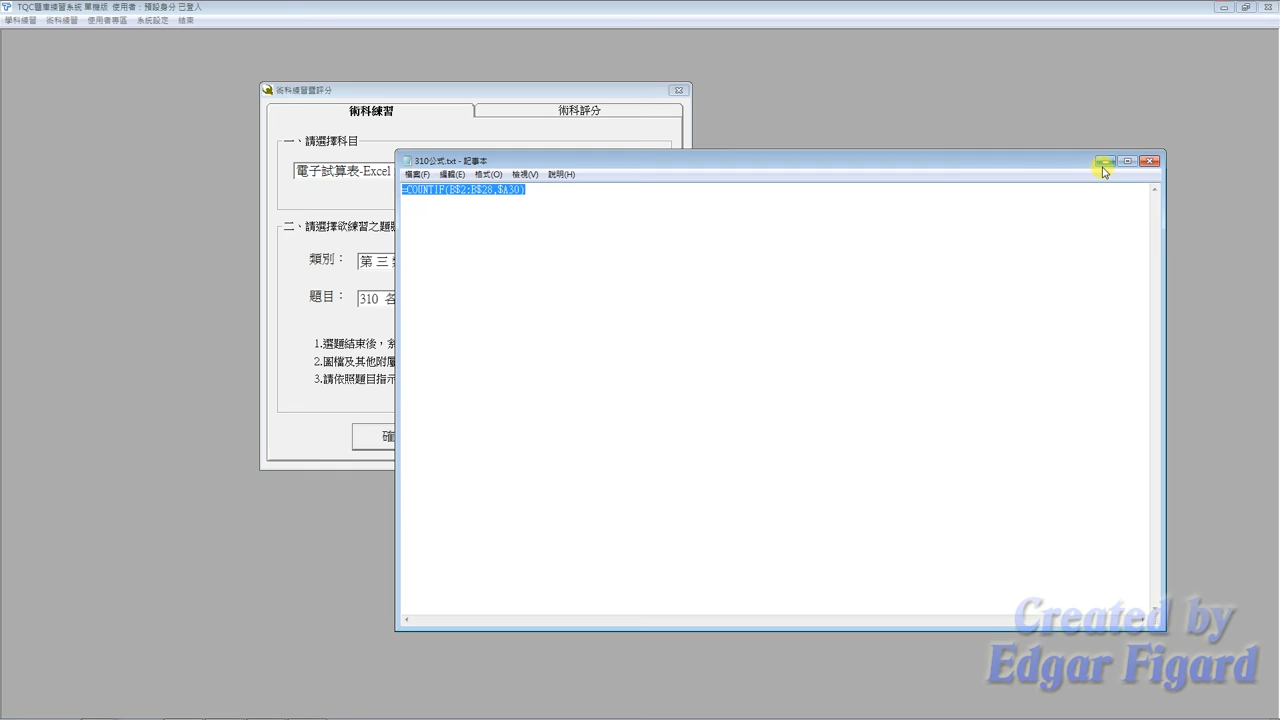 TQC題庫練習系統 單機版 使用者：預設身分 已登入
學科練習 術科練習 使用者專區 系統設定 結束
術科練習暨評分
術科練習 術科評分
一、請選擇科目
電子試算表-Excel
二、請選擇欲練習之題
類別：
第三
題目：
310 各
1.選題結束後，
2.圖檔及其他附
3.請依照題目指示
確
310公式.txt - 記事本
檔案(F) 編輯(E) 格式(O) 檢視(V) 說明(H)
=COUNTIF(B$2:B$28,$A30)
Created by
Edgar Figard